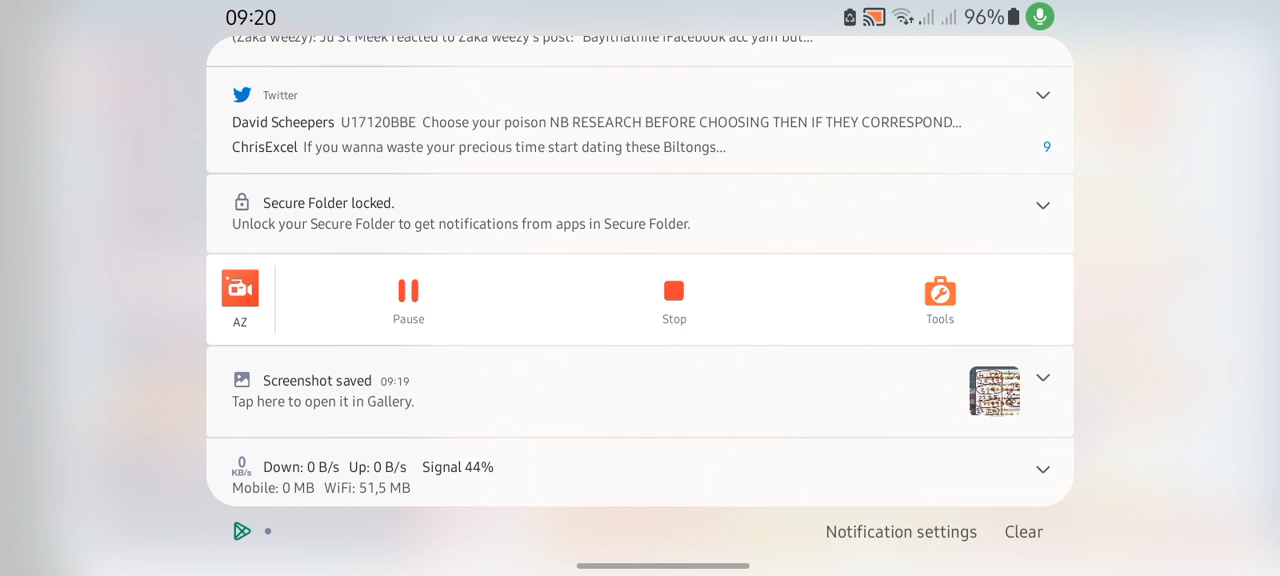 09:20 96%
(Zaka weezy): Ju St Meek reacted to Zaka weezy's post: "Bayithathile iFacebook acc yam but...
Twitter
David Scheepers U17120BBE Choose your poison NB RESEARCH BEFORE CHOOSING THEN IF THEY CORRESPOND...
ChrisExcel If you wanna waste your precious time start dating these Biltongs... 9
Secure Folder locked.
Unlock your Secure Folder to get notifications from apps in Secure Folder.
AZ Pause Stop Tools
Screenshot saved 09:19
Tap here to open it in Gallery.
0 KB/s Down: 0 B/s Up: 0 B/s Signal 44%
Mobile: 0 MB WiFi: 51,5 MB
Notification settings Clear